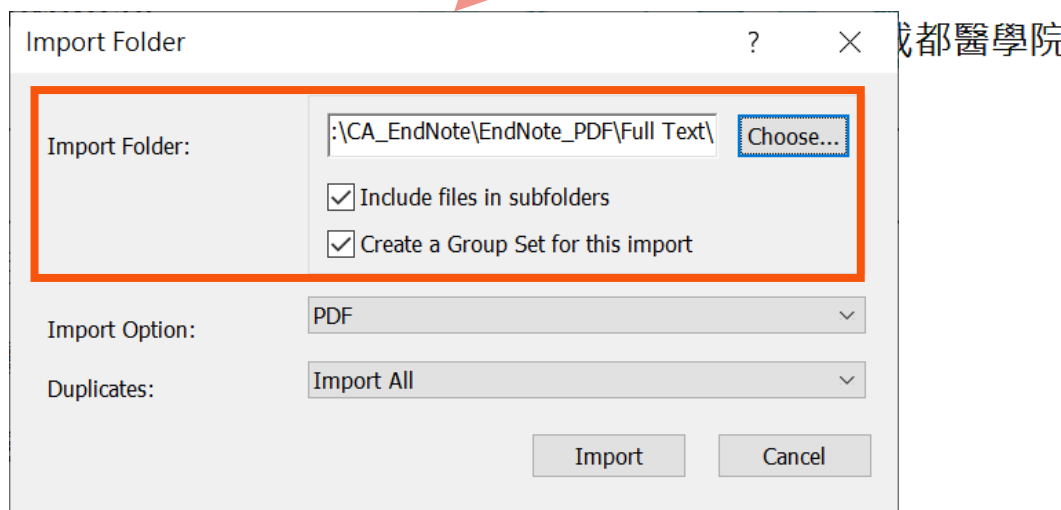 Import Folder
?
都醫學院
Import Folder:
:\CA_EndNote\EndNote_PDF\Full Text\
Choose...
Include files in subfolders
Create a Group Set for this import
Import Option:
PDF
Duplicates:
Import All
Import
Cancel